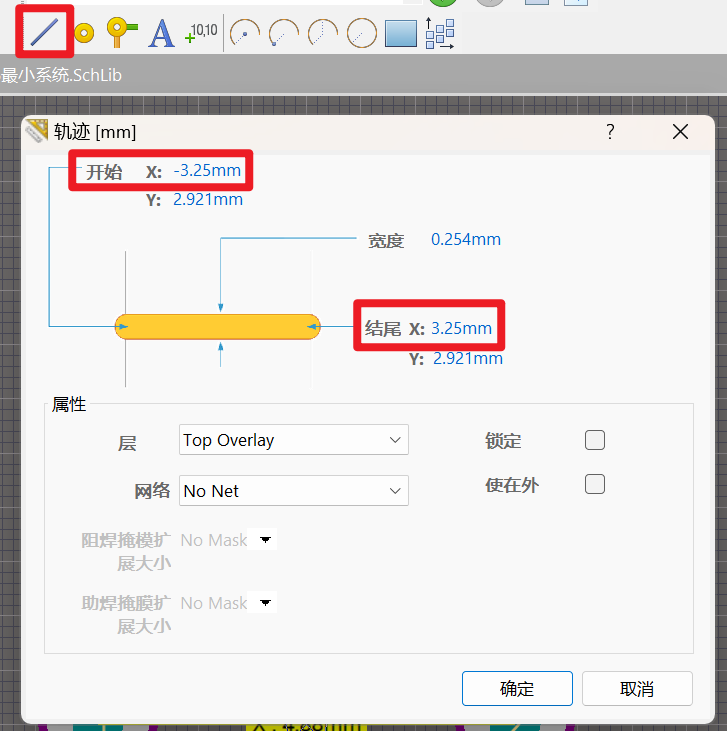 A
10,10
最小系统.SchLib
轨迹 [mm]
?
开始 X: -3.25mm
Y: 2.921mm
宽度 0.254mm
结尾 X: 3.25mm
Y: 2.921mm
属性
层 Top Overlay
锁定
网络 No Net
使在外
阻焊掩模扩
展大小 No Mask
助焊掩膜扩
展大小 No Mask
确定
取消